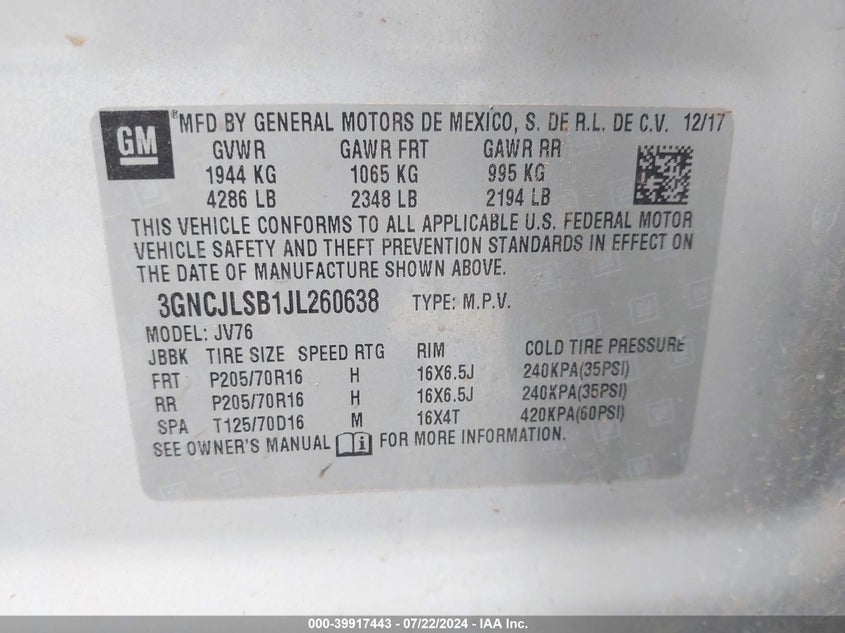 GM ® MFD BY GENERAL MOTORS DE MEXICO, S. DE R.L. DE C.V. 12/17
GVWR GAWR FRT GAWR RR
1944 KG 1065 KG 995 KG
4286 LB 2348 LB 2194 LB
THIS VEHICLE CONFORMS TO ALL APPLICABLE U.S. FEDERAL MOTOR
VEHICLE SAFETY AND THEFT PREVENTION STANDARDS IN EFFECT ON
THE DATE OF MANUFACTURE SHOWN ABOVE.
3GNCJLSB1JL260638 TYPE: M.P.V.
MODEL: JV76
JBBK TIRE SIZE SPEED RTG RIM COLD TIRE PRESSURE
FRT P205/70R16 H 16X6.5J 240KPA(35PSI)
RR P205/70R16 H 16X6.5J 240KPA(35PSI)
SPA T125/70D16 M 16X4T 420KPA(60PSI)
SEE OWNER'S MANUAL i FOR MORE INFORMATION.
000-39917443 - 07/22/2024 - IAA Inc.